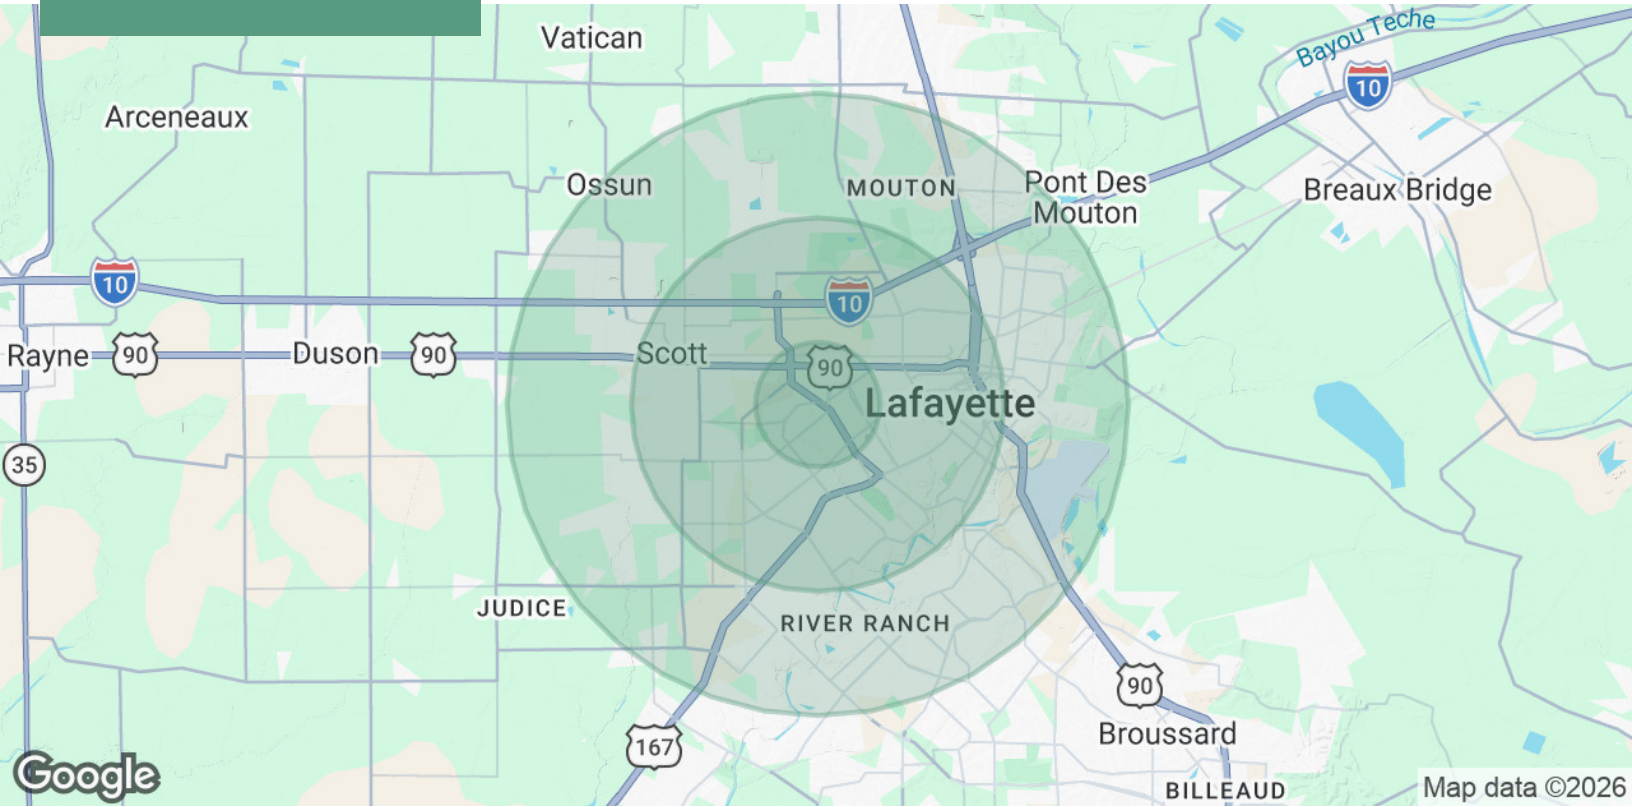 Vatican
Bayou Teche
10
Arceneaux
Ossun
MOUTON
Pont Des
Mouton
Breaux Bridge
10
10
Rayne
90
Duson
90
Scott
90
Lafayette
35
JUDICE
RIVER RANCH
90
167
Broussard
Google
BILLEAUD
Map data ©2026